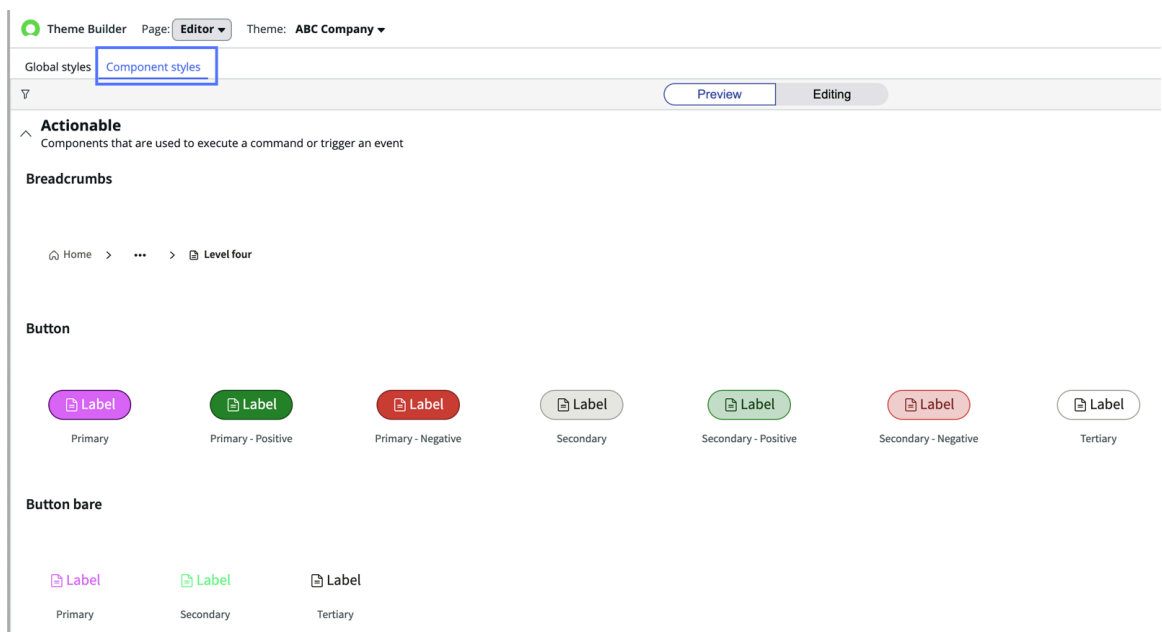 Theme Builder Page: Editor Theme: ABC Company
Global styles Component styles
Preview Editing
Actionable
Components that are used to execute a command or trigger an event
Breadcrumbs
Home > ••• > Level four
Button
Label Label Label Label Label Label Label
Primary Primary - Positive Primary - Negative Secondary Secondary - Positive Secondary - Negative Tertiary
Button bare
Label Label Label
Primary Secondary Tertiary